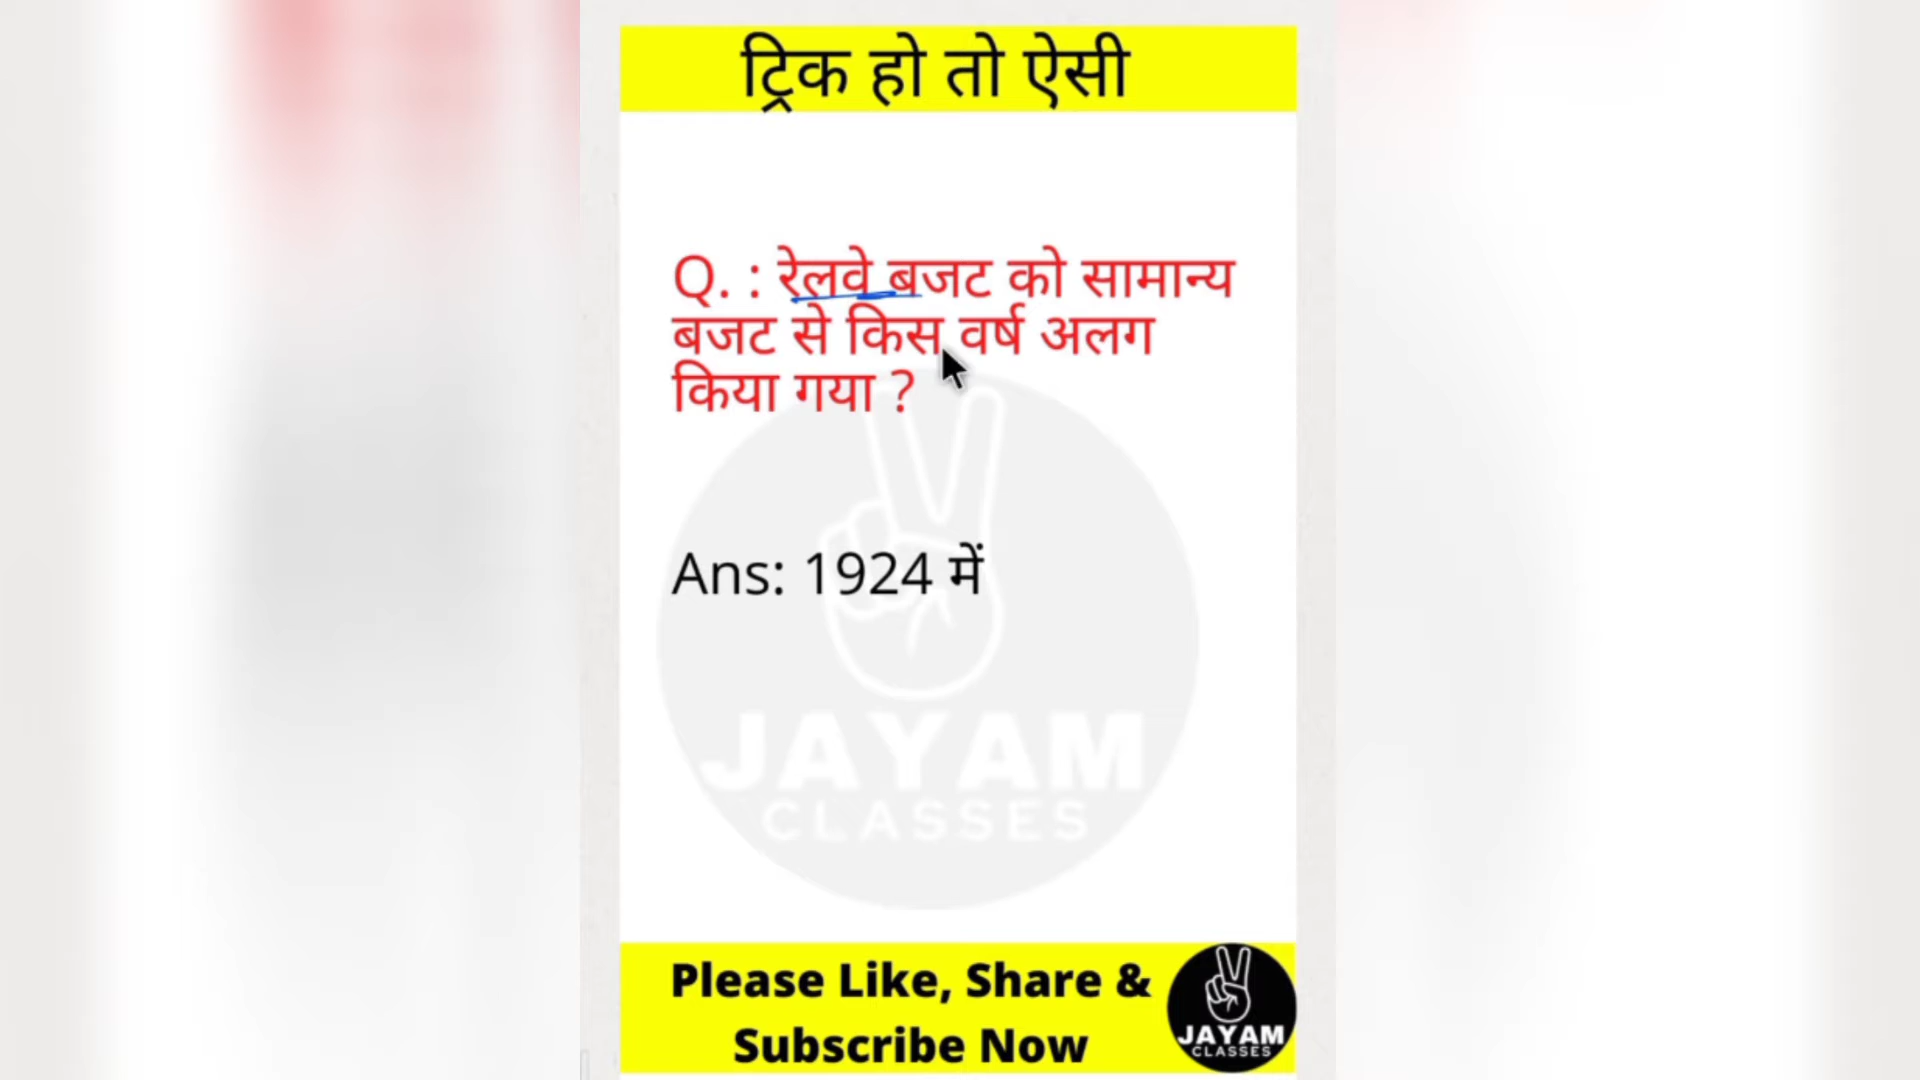 ट्रिक हो तो ऐसी
Q. : रेलवे बजट को सामान्य
बजट से किस वर्ष अलग
किया गया ?
Ans: 1924 में
JAYAM
CLASSES
Please Like, Share &
Subscribe Now
JAYAM
CLASSES